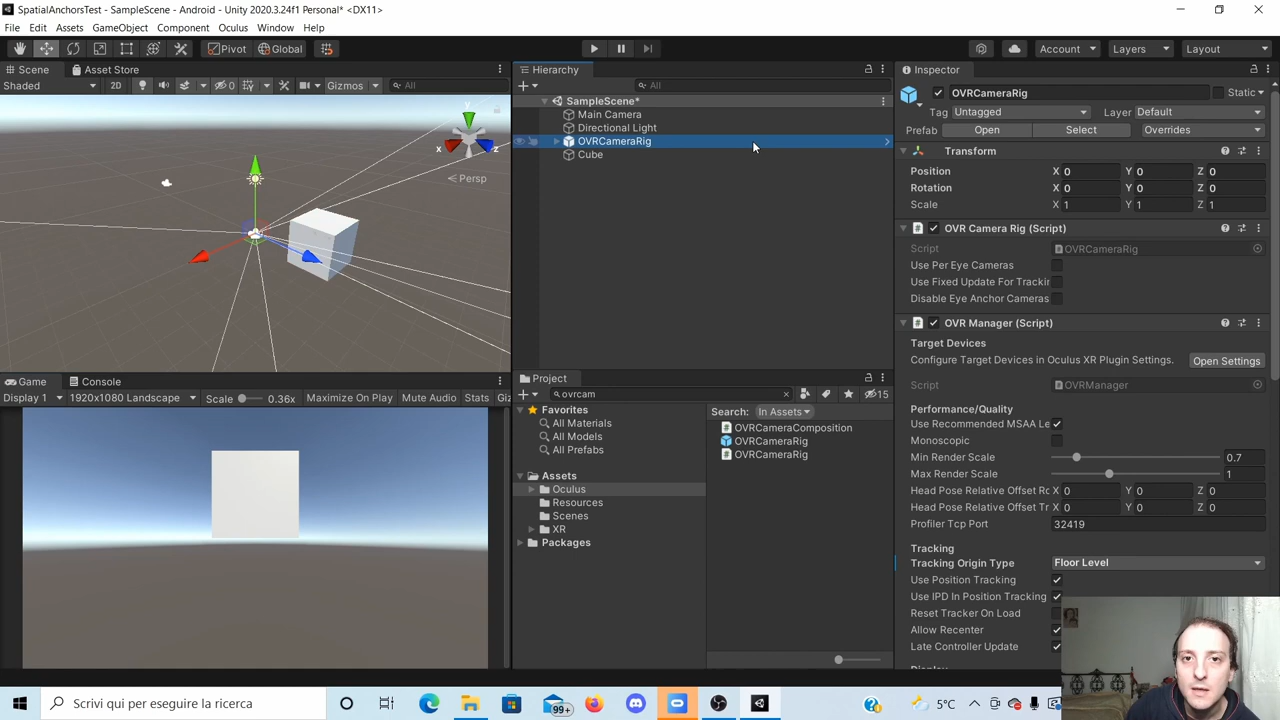 SpatialAnchorsTest - SampleScene - Android - Unity 2020.3.24f1 Personal* <DX11>
File Edit Assets GameObject Component Oculus Window Help
Pivot Global Account Layers Layout
Scene Asset Store
Shaded 2D 0 Gizmos All
y
x z
Persp
Game Console
Display 1 1920x1080 Landscape Scale 0.36x Maximize On Play Mute Audio Stats Giz
Hierarchy
All
SampleScene*
Main Camera
Directional Light
OVRCameraRig
Cube
Project
ovrcam 15
Favorites
All Materials
All Models
All Prefabs
Assets
Oculus
Resources
Scenes
XR
Packages
Search: In Assets
OVRCameraComposition
OVRCameraRig
OVRCameraRig
Inspector
OVRCameraRig Static
Tag Untagged Layer Default
Prefab Open Select Overrides
Transform
Position X 0 Y 0 Z 0
Rotation X 0 Y 0 Z 0
Scale X 1 Y 1 Z 1
OVR Camera Rig (Script)
Script OVRCameraRig
Use Per Eye Cameras
Use Fixed Update For Trackin
Disable Eye Anchor Cameras
OVR Manager (Script)
Target Devices
Configure Target Devices in Oculus XR Plugin Settings. Open Settings
Script OVRManager
Performance/Quality
Use Recommended MSAA Le
Monoscopic
Min Render Scale 0.7
Max Render Scale 1
Head Pose Relative Offset Ro X 0 Y 0 Z 0
Head Pose Relative Offset Tr X 0 Y 0 Z 0
Profiler Tcp Port 32419
Tracking
Tracking Origin Type Floor Level
Use Position Tracking
Use IPD In Position Tracking
Reset Tracker On Load
Allow Recenter
Late Controller Update
Scrivi qui per eseguire la ricerca 99+ 5°C